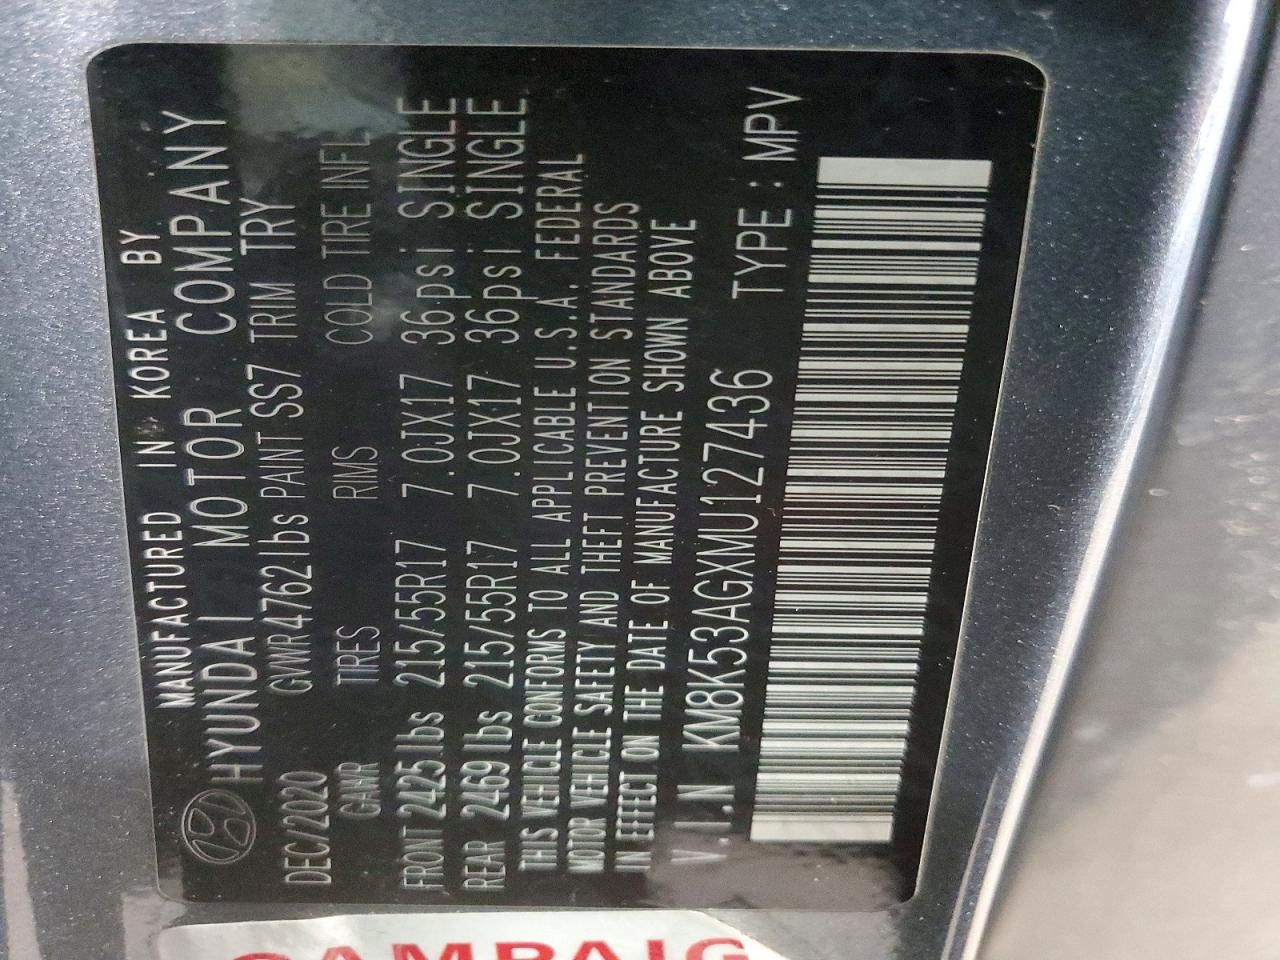 MANUFACTURED IN KOREA BY
HYUNDAI MOTOR COMPANY
DEC/2020 GVWR4762lbs PAINT SS7 TRIM TRY
GAWR TIRES RIMS COLD TIRE INFL
FRONT 2425lbs 215/55R17 7.0JX17 36psi SINGLE
REAR 2469lbs 215/55R17 7.0JX17 36psi SINGLE
THIS VEHICLE CONFORMS TO ALL APPLICABLE U.S.A. FEDERAL
MOTOR VEHICLE SAFETY AND THEFT PREVENTION STANDARDS
IN EFFECT ON THE DATE OF MANUFACTURE SHOWN ABOVE
V.I.N KM8K53AGXMU127436 TYPE : MPV
CAMPAIG